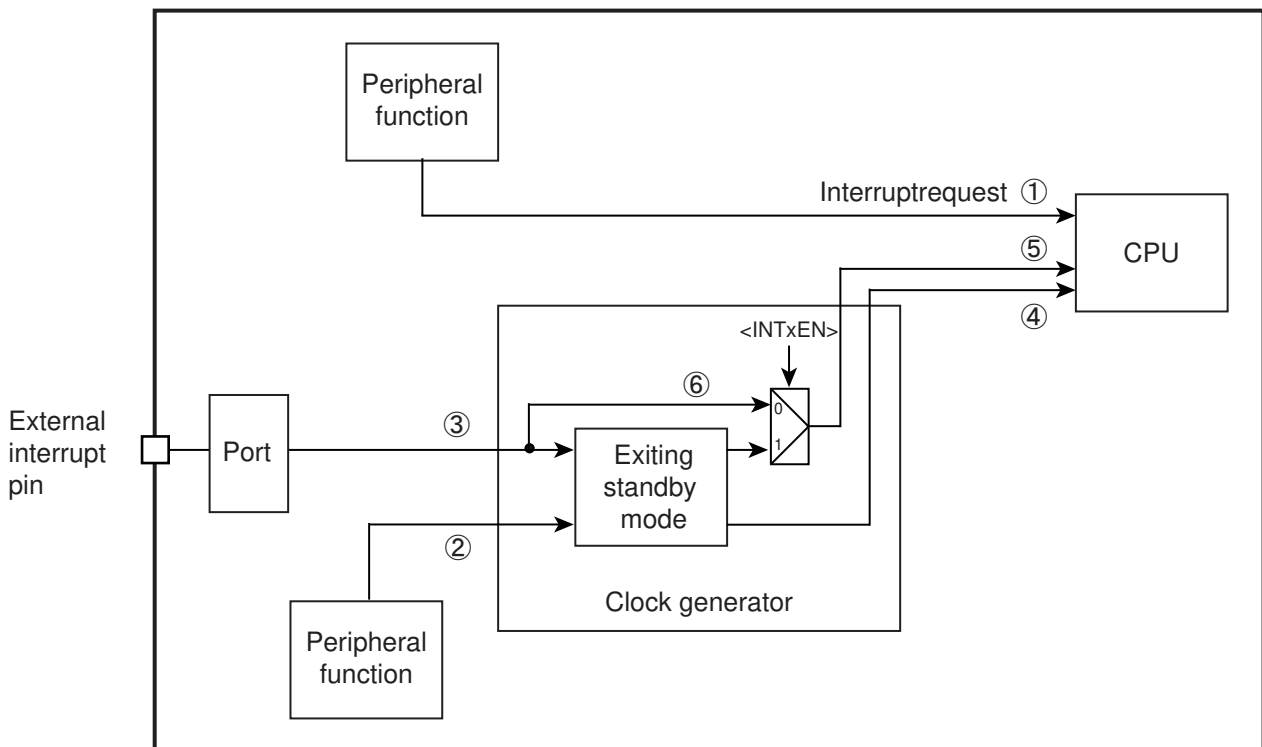 Peripheral
function
Interruptrequest ①
CPU
⑤
④
<INTxEN>
⑥
0
1
External
interrupt
pin
Port
③
Exiting
standby
mode
②
Clock generator
Peripheral
function